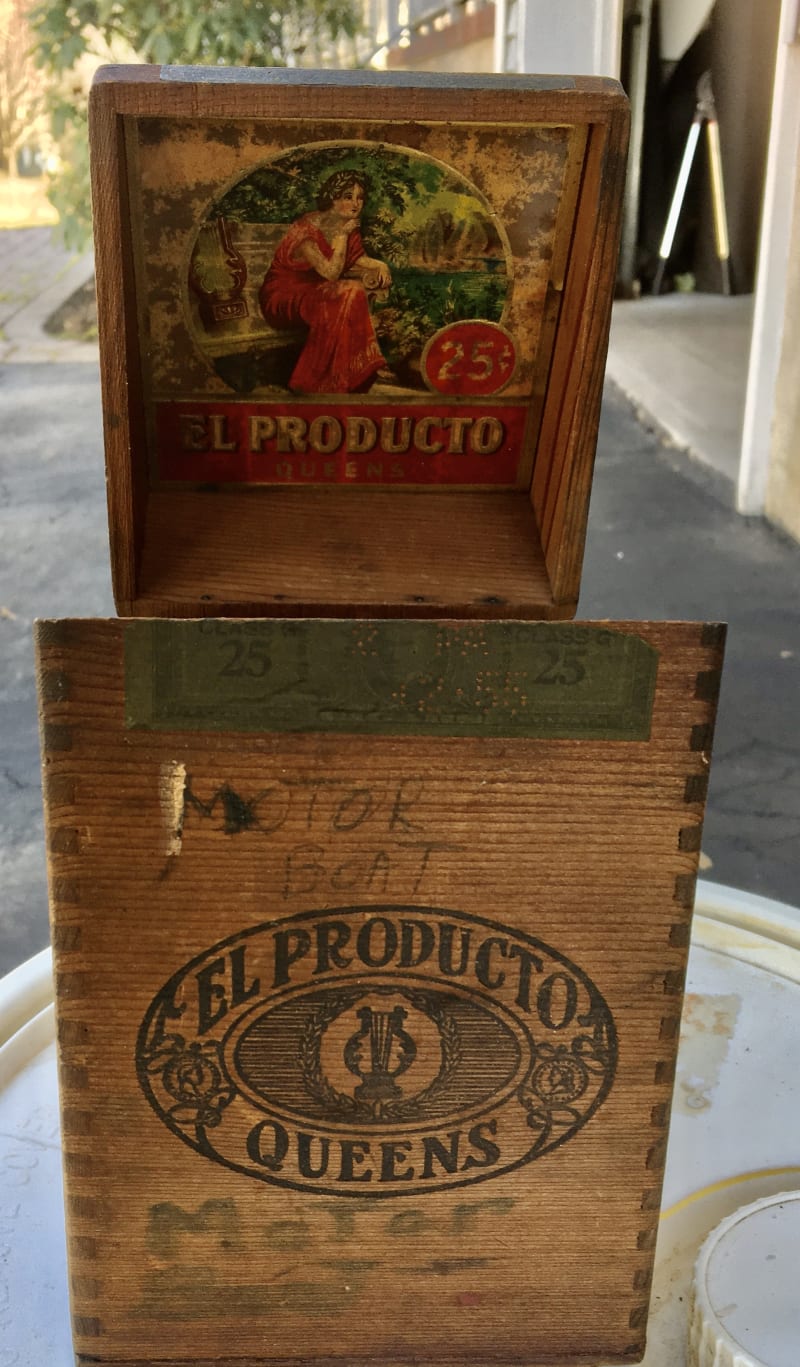 25¢
EL PRODUCTO
QUEENS
CLASS G CLASS G
25 25
MOTOR
BOAT
EL PRODUCTO
QUEENS
MoTor